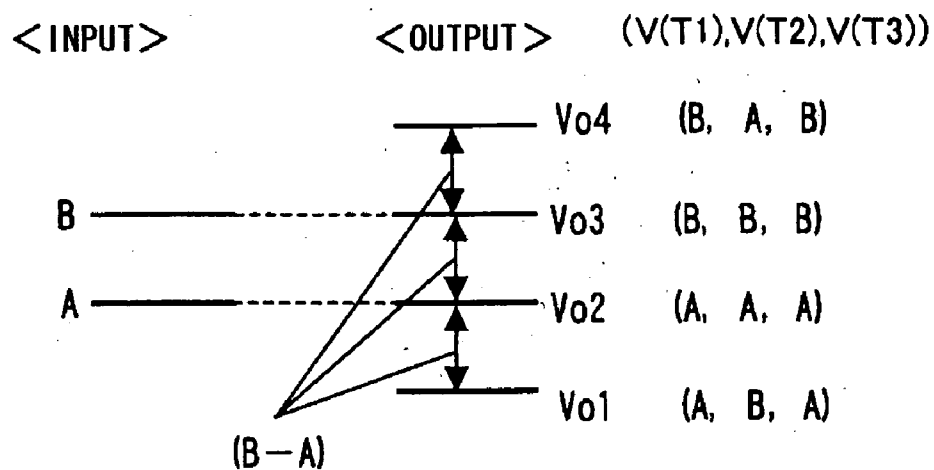 <INPUT> <OUTPUT> (V(T1),V(T2),V(T3))
Vo4 (B, A, B)
B Vo3 (B, B, B)
A Vo2 (A, A, A)
Vo1 (A, B, A)
(B—A)